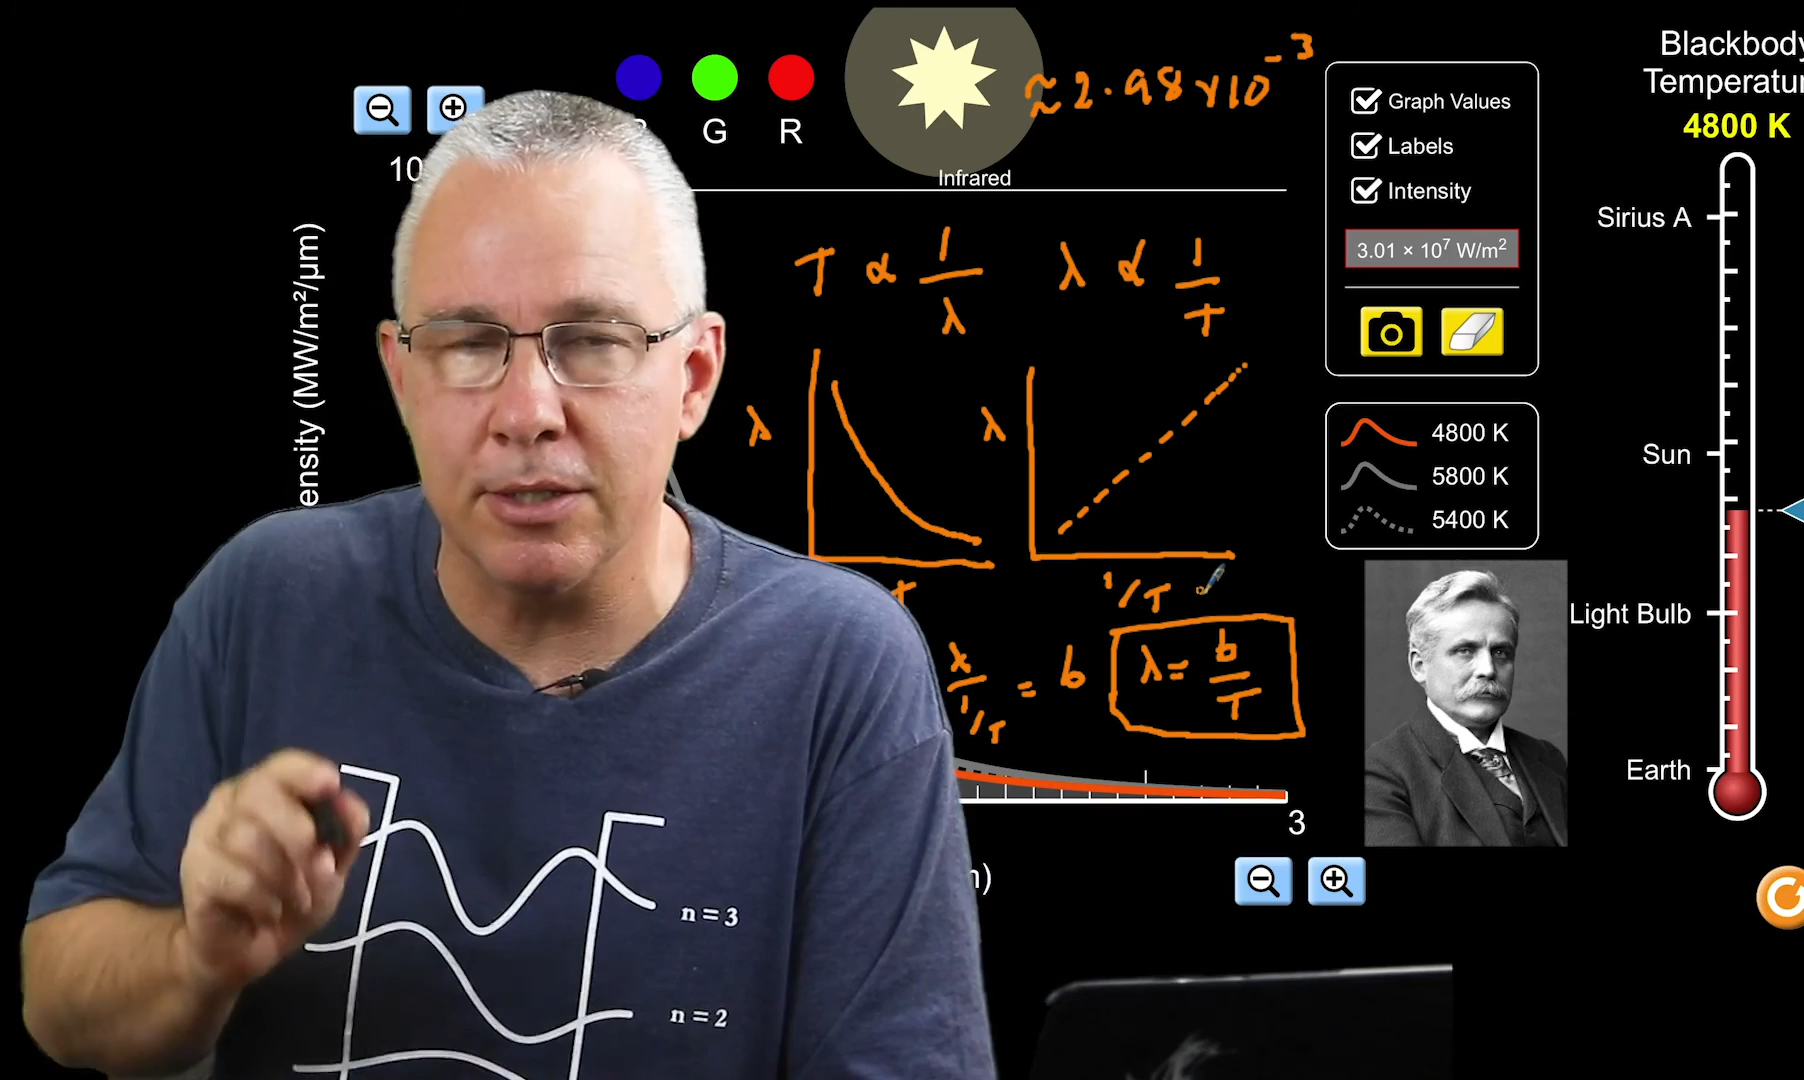 Blackbody
Temperatur
4800 K
≈ 2.98 x 10⁻³
G R
Infrared
10
ensity (MW/m²/μm)
Graph Values
Labels
Intensity
3.01 × 10⁷ W/m²
T ∝ 1/λ
λ ∝ 1/T
λ
T
λ
1/T
λ/1/T = b
λ = b/T
4800 K
5800 K
5400 K
Sirius A
Sun
Light Bulb
Earth
3
n = 3
n = 2